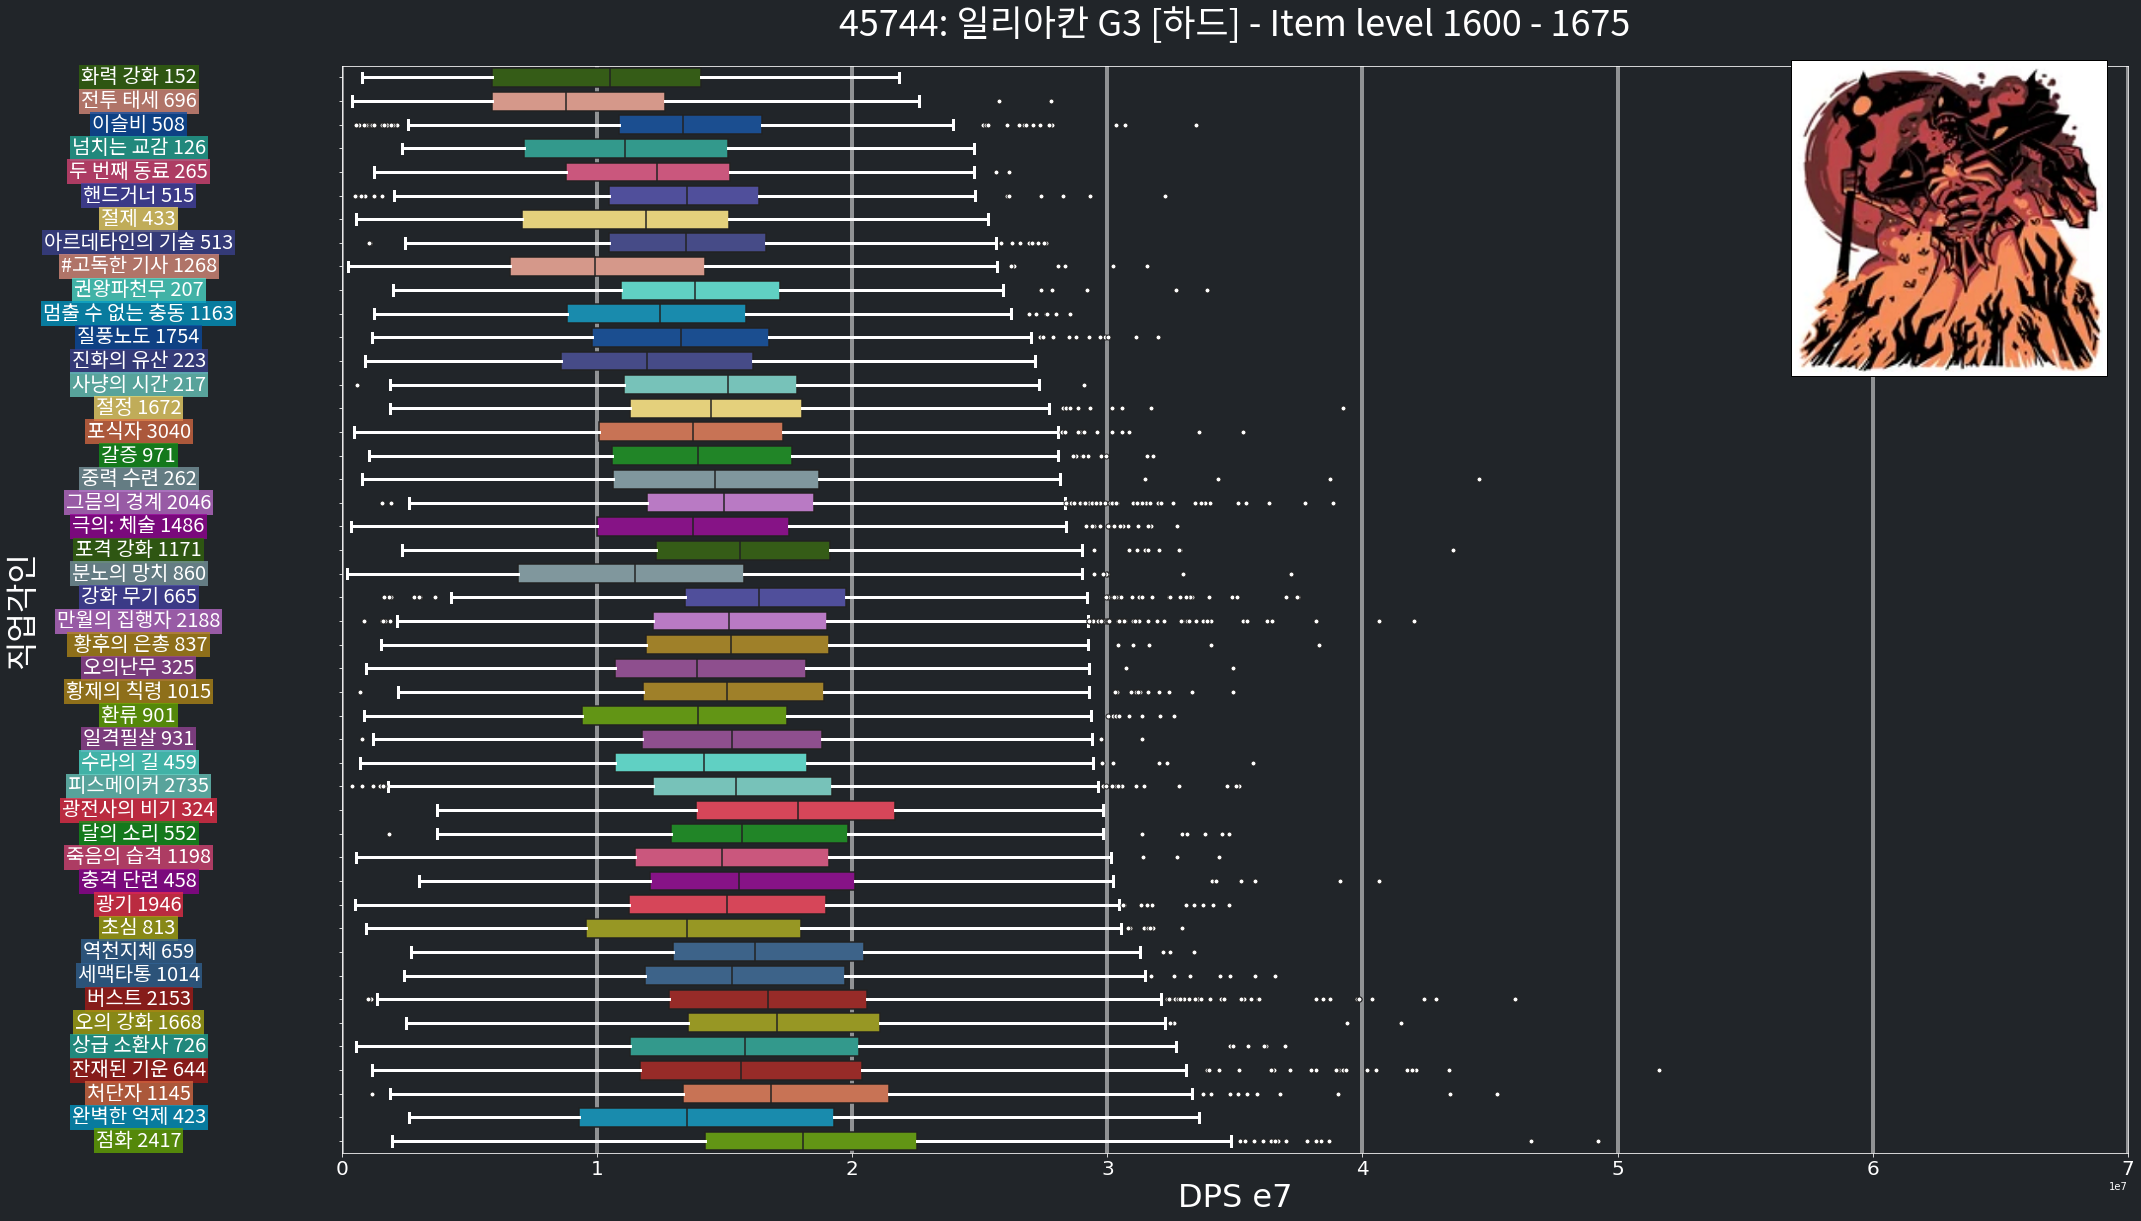 45744: 일리아칸 G3 [하드] - Item level 1600 - 1675
화력 강화 152
전투 태세 696
이슬비 508
넘치는 교감 126
두 번째 동료 265
핸드거너 515
절제 433
아르데타인의 기술 513
#고독한 기사 1268
권왕파천무 207
멈출 수 없는 충동 1163
질풍노도 1754
진화의 유산 223
사냥의 시간 217
절정 1672
포식자 3040
갈증 971
중력 수련 262
그믐의 경계 2046
극의: 체술 1486
포격 강화 1171
분노의 망치 860
강화 무기 665
만월의 집행자 2188
황후의 은총 837
오의난무 325
황제의 칙령 1015
환류 901
일격필살 931
수라의 길 459
피스메이커 2735
광전사의 비기 324
달의 소리 552
죽음의 습격 1198
충격 단련 458
광기 1946
초심 813
역천지체 659
세맥타통 1014
버스트 2153
오의 강화 1668
상급 소환사 726
잔재된 기운 644
처단자 1145
완벽한 억제 423
점화 2417
직업각인
0 1 2 3 4 5 6 7
DPS e7
1e7